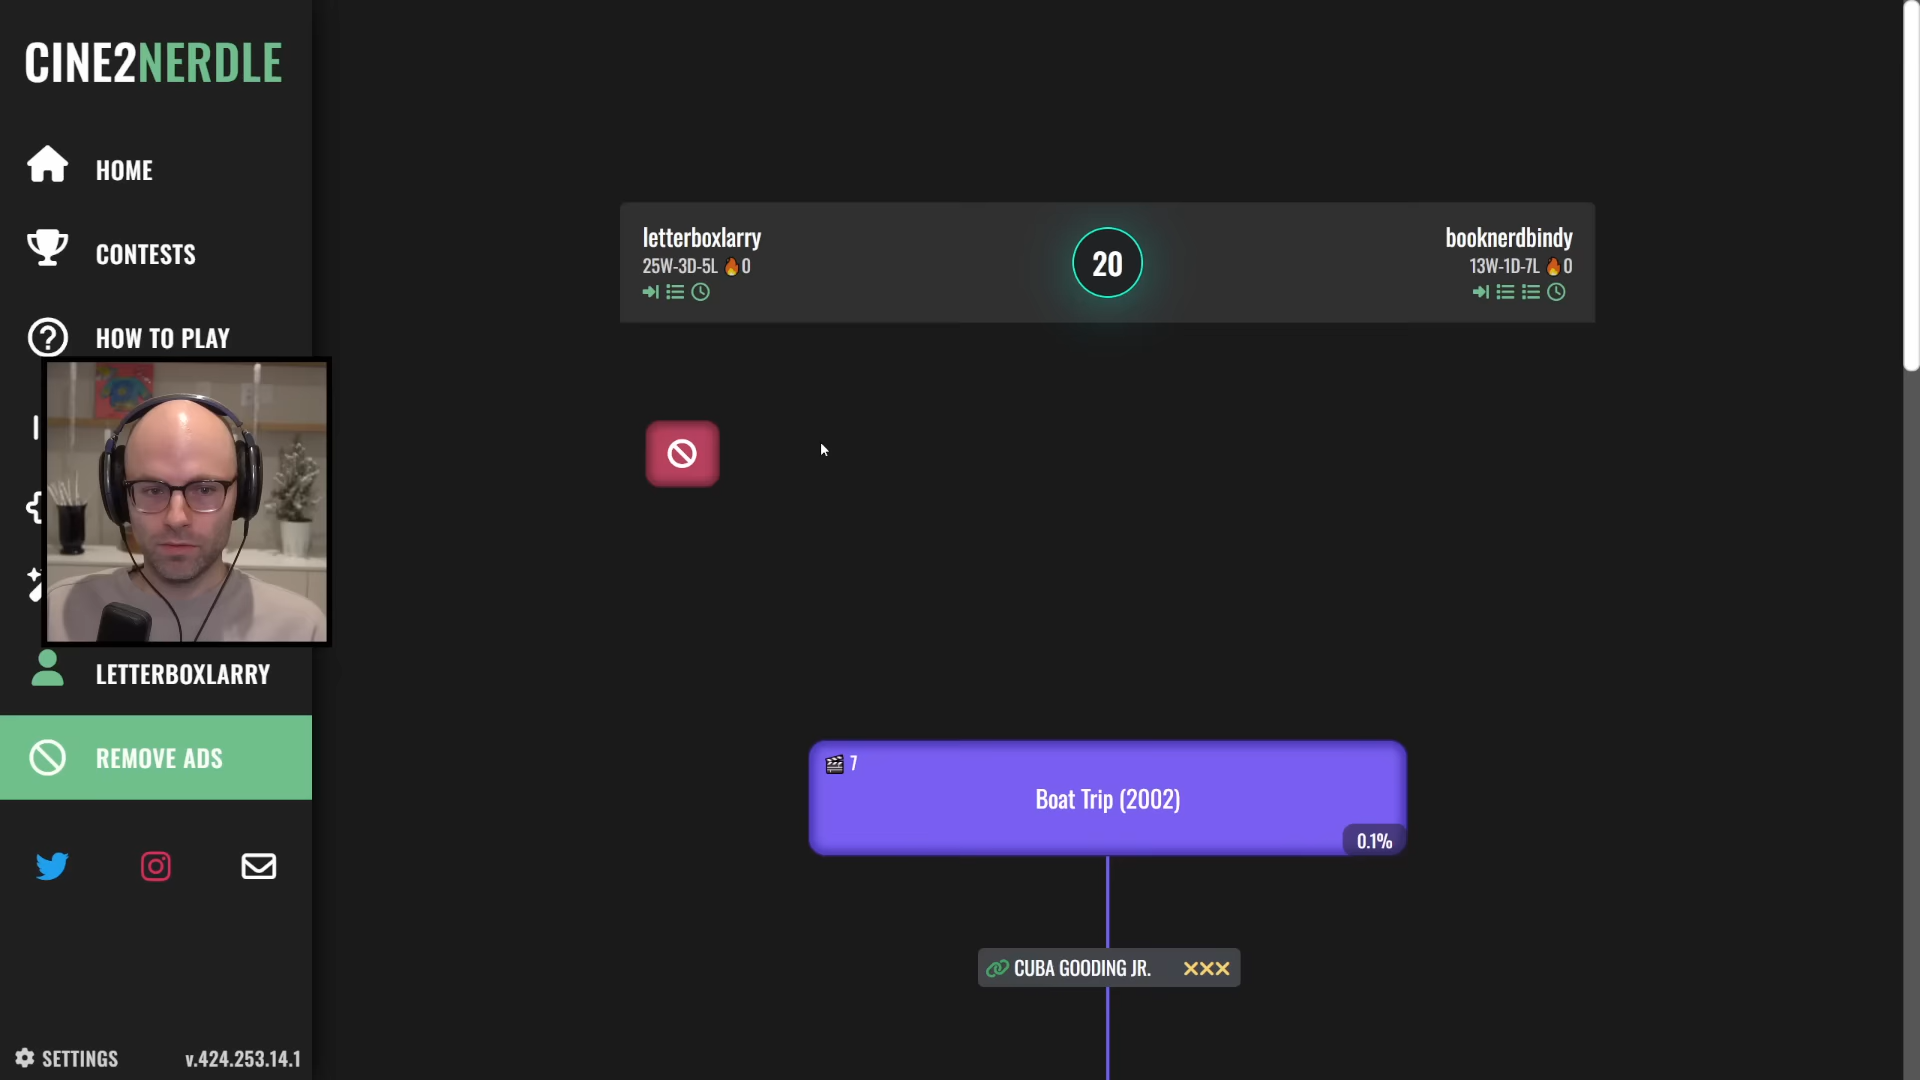 CINE2NERDLE
HOME
CONTESTS
HOW TO PLAY
LETTERBOXLARRY
REMOVE ADS
SETTINGS
v.424.253.14.1
letterboxlarry
25W-3D-5L 🔥0
20
booknerdbindy
13W-1D-7L 🔥0
7
Boat Trip (2002)
0.1%
CUBA GOODING JR.